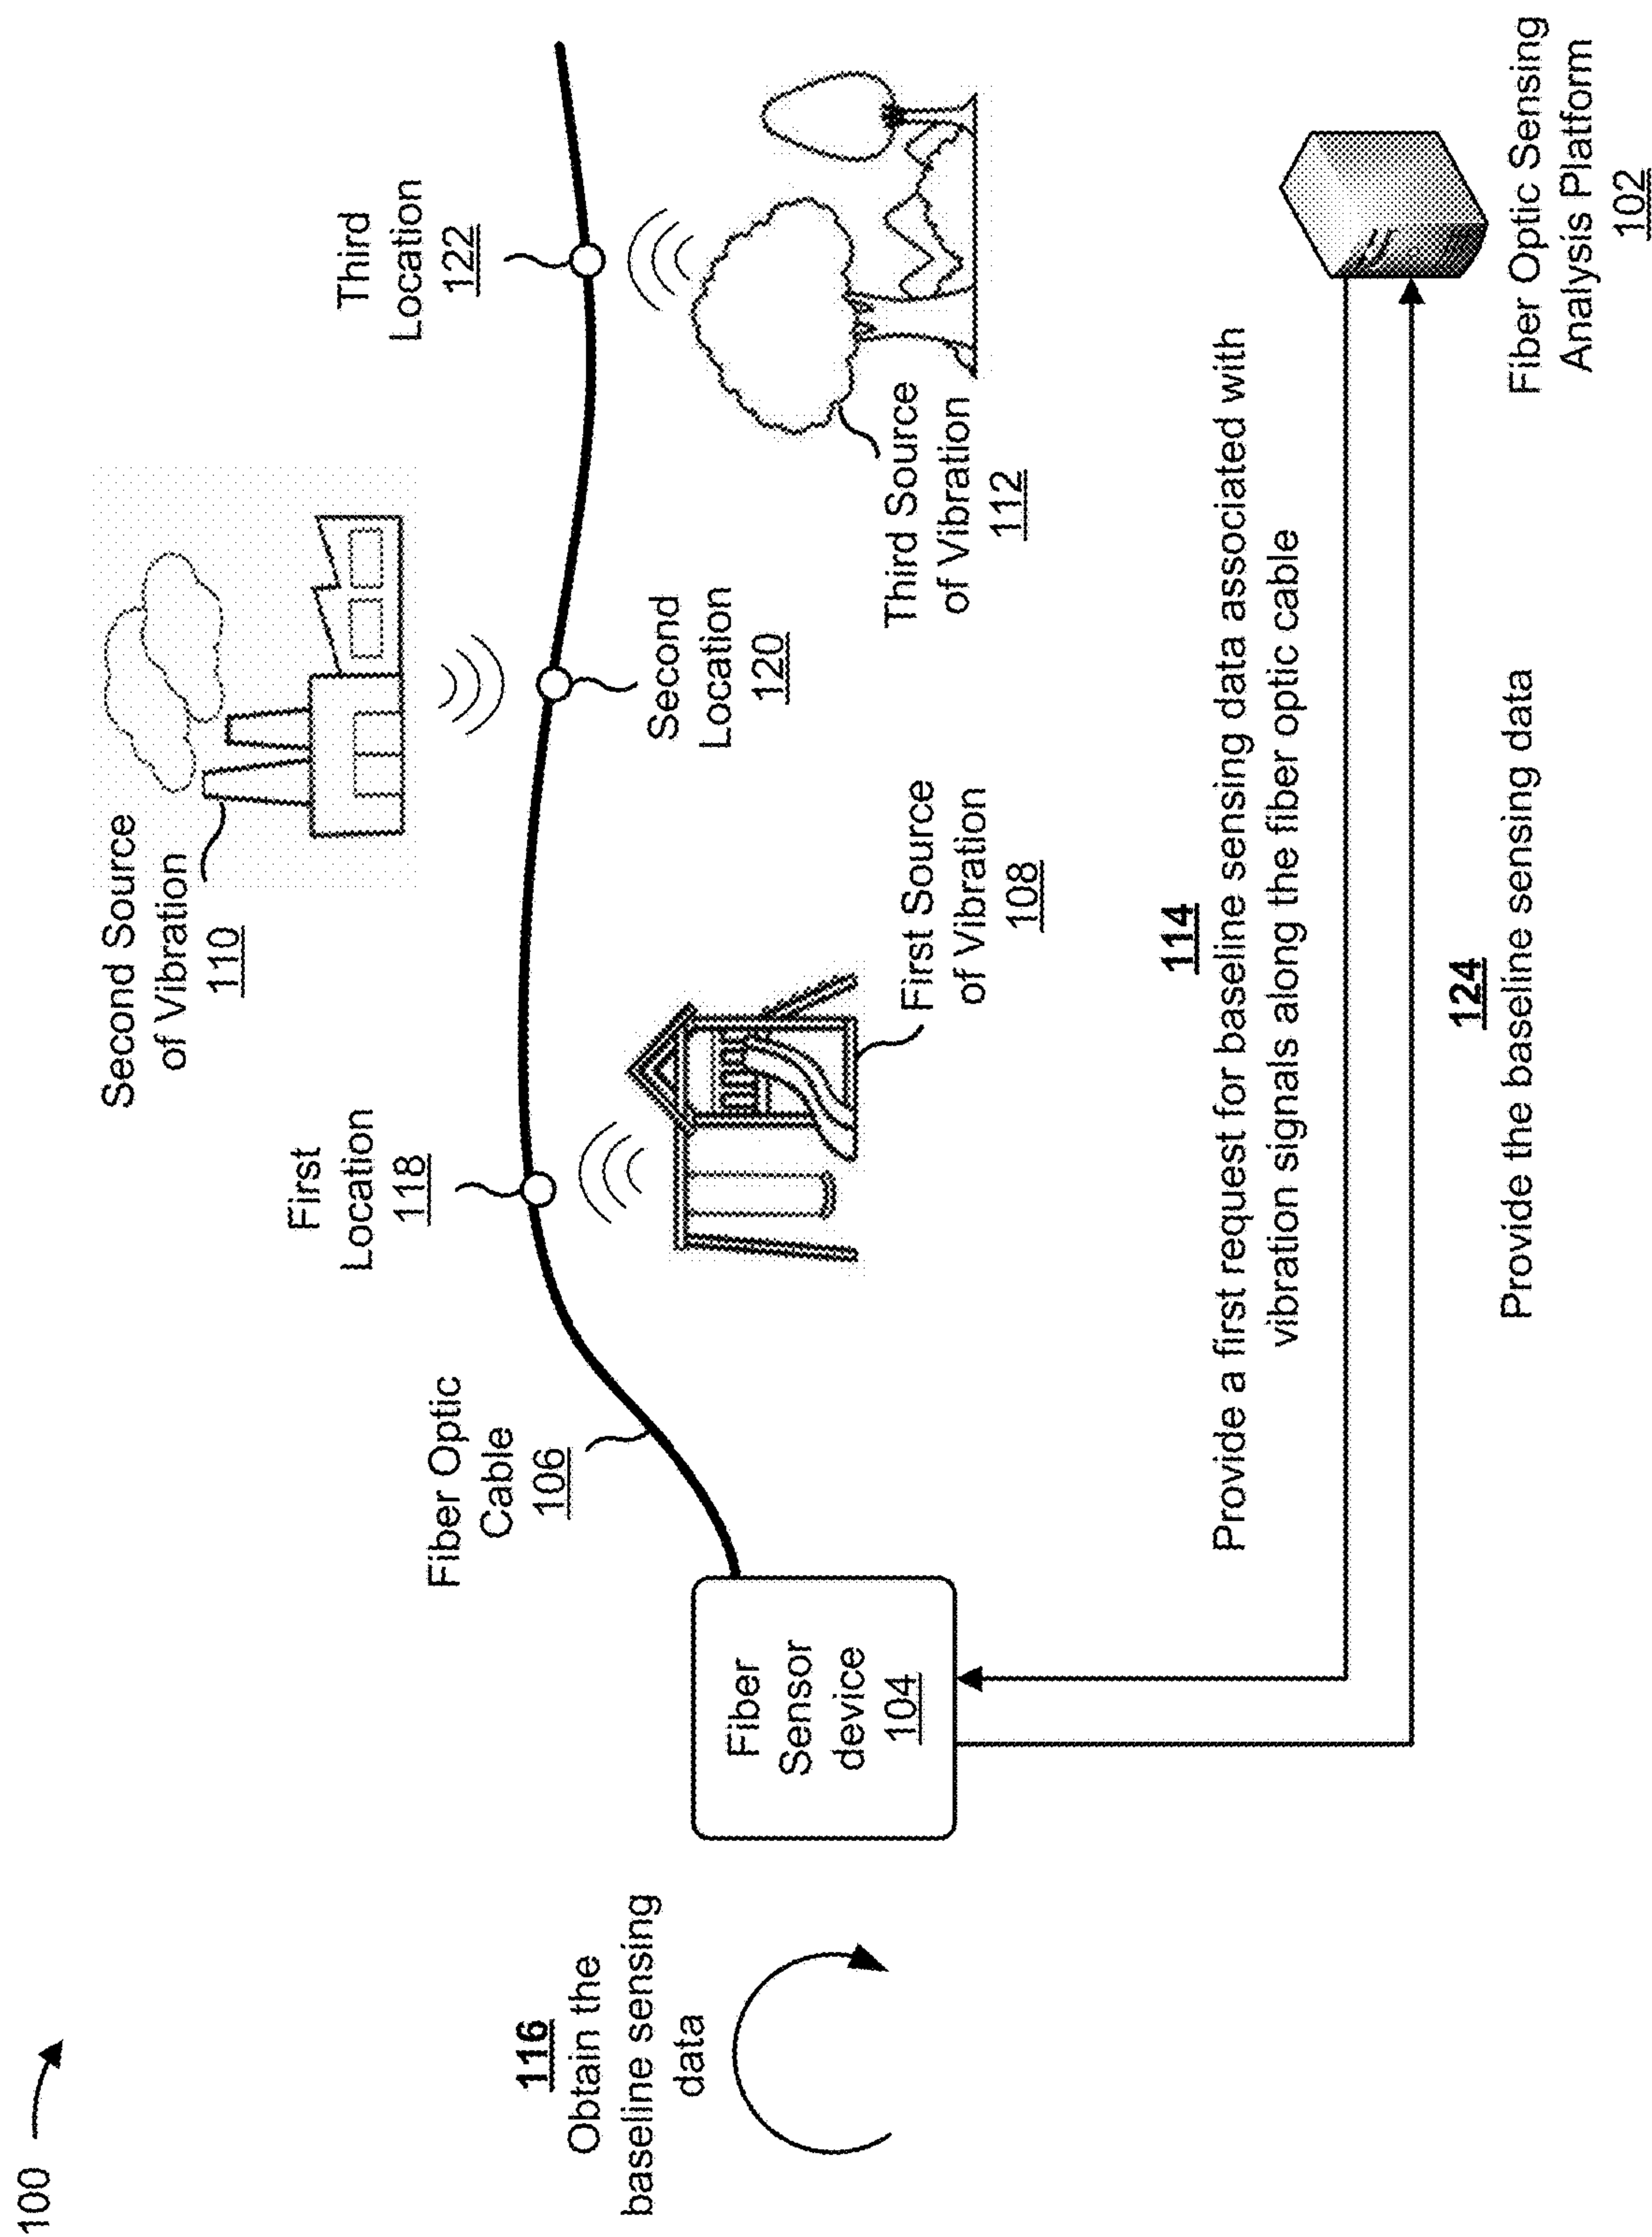 100
Second Source
of Vibration
110
First
Location
118
Third
Location
122
Fiber Optic
Cable
106
Second
Location
120
116
Obtain the
baseline sensing
data
Fiber
Sensor
device
104
First Source
of Vibration
108
Third Source
of Vibration
112
114
Provide a first request for baseline sensing data associated with
vibration signals along the fiber optic cable
124
Provide the baseline sensing data
Fiber Optic Sensing
Analysis Platform
102